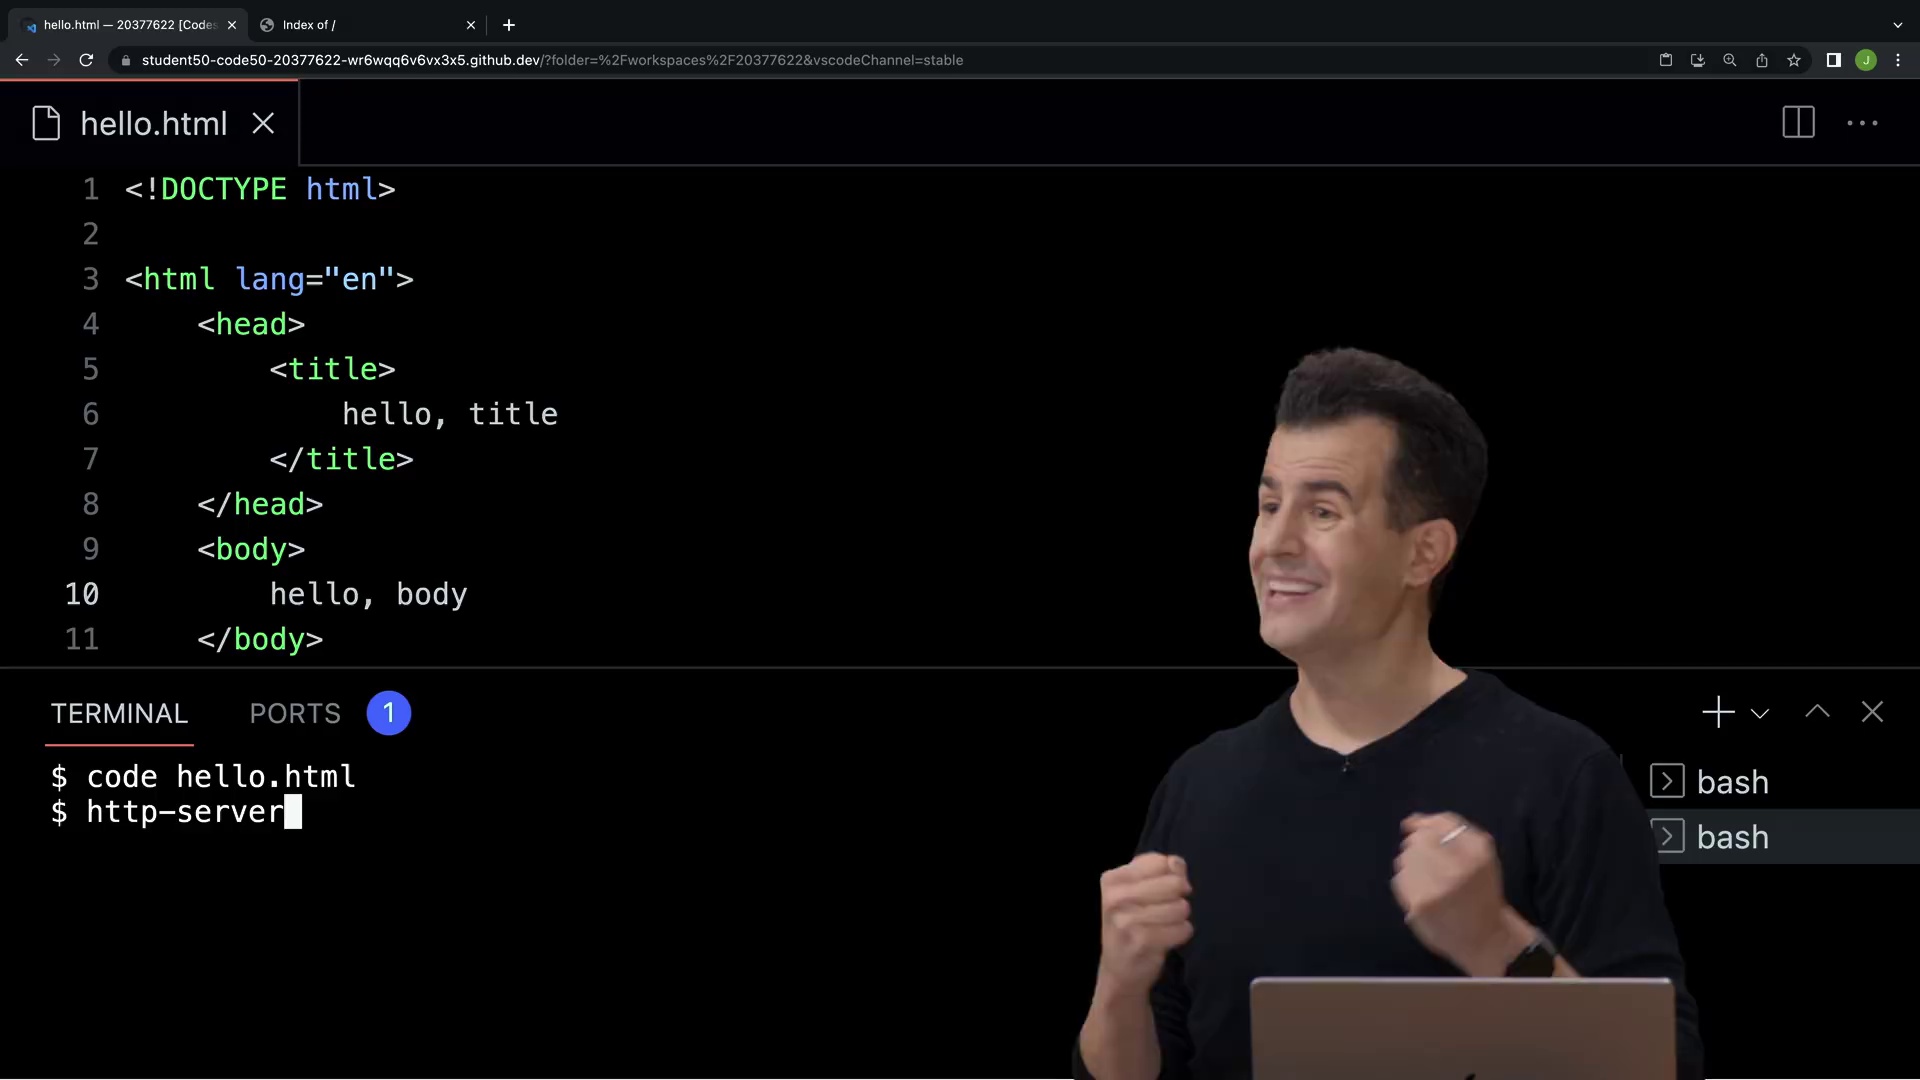 hello.html — 20377622 [Codes
Index of /
student50-code50-20377622-wr6wqq6v6vx3x5.github.dev/?folder=%2Fworkspaces%2F20377622&vscodeChannel=stable
J
hello.html
1 <!DOCTYPE html>
2
3 <html lang="en">
4 <head>
5 <title>
6 hello, title
7 </title>
8 </head>
9 <body>
10 hello, body
11 </body>
TERMINAL PORTS 1
$ code hello.html
$ http-server
bash
bash